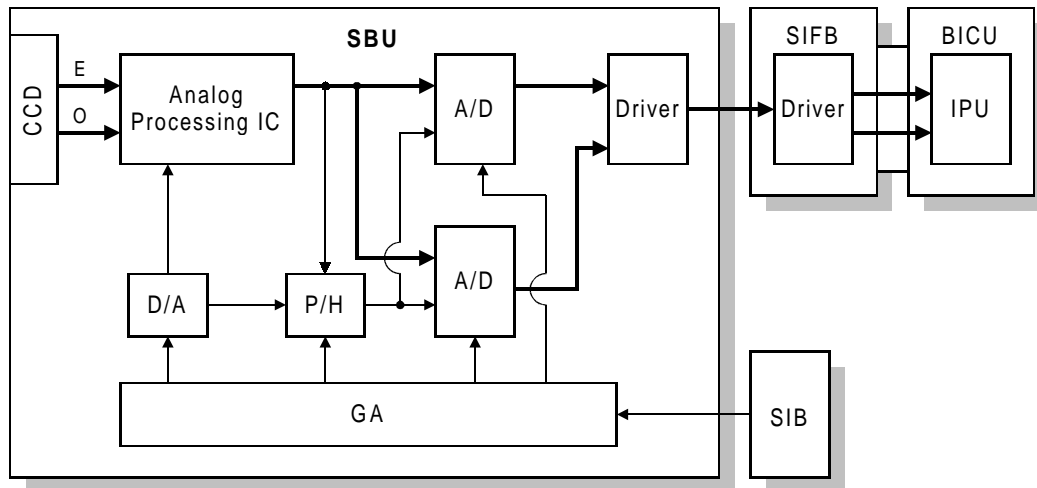 SBU
SIFB
BICU
CCD
E
O
Analog
Processing IC
A/D
Driver
Driver
IPU
A/D
D/A
P/H
GA
SIB